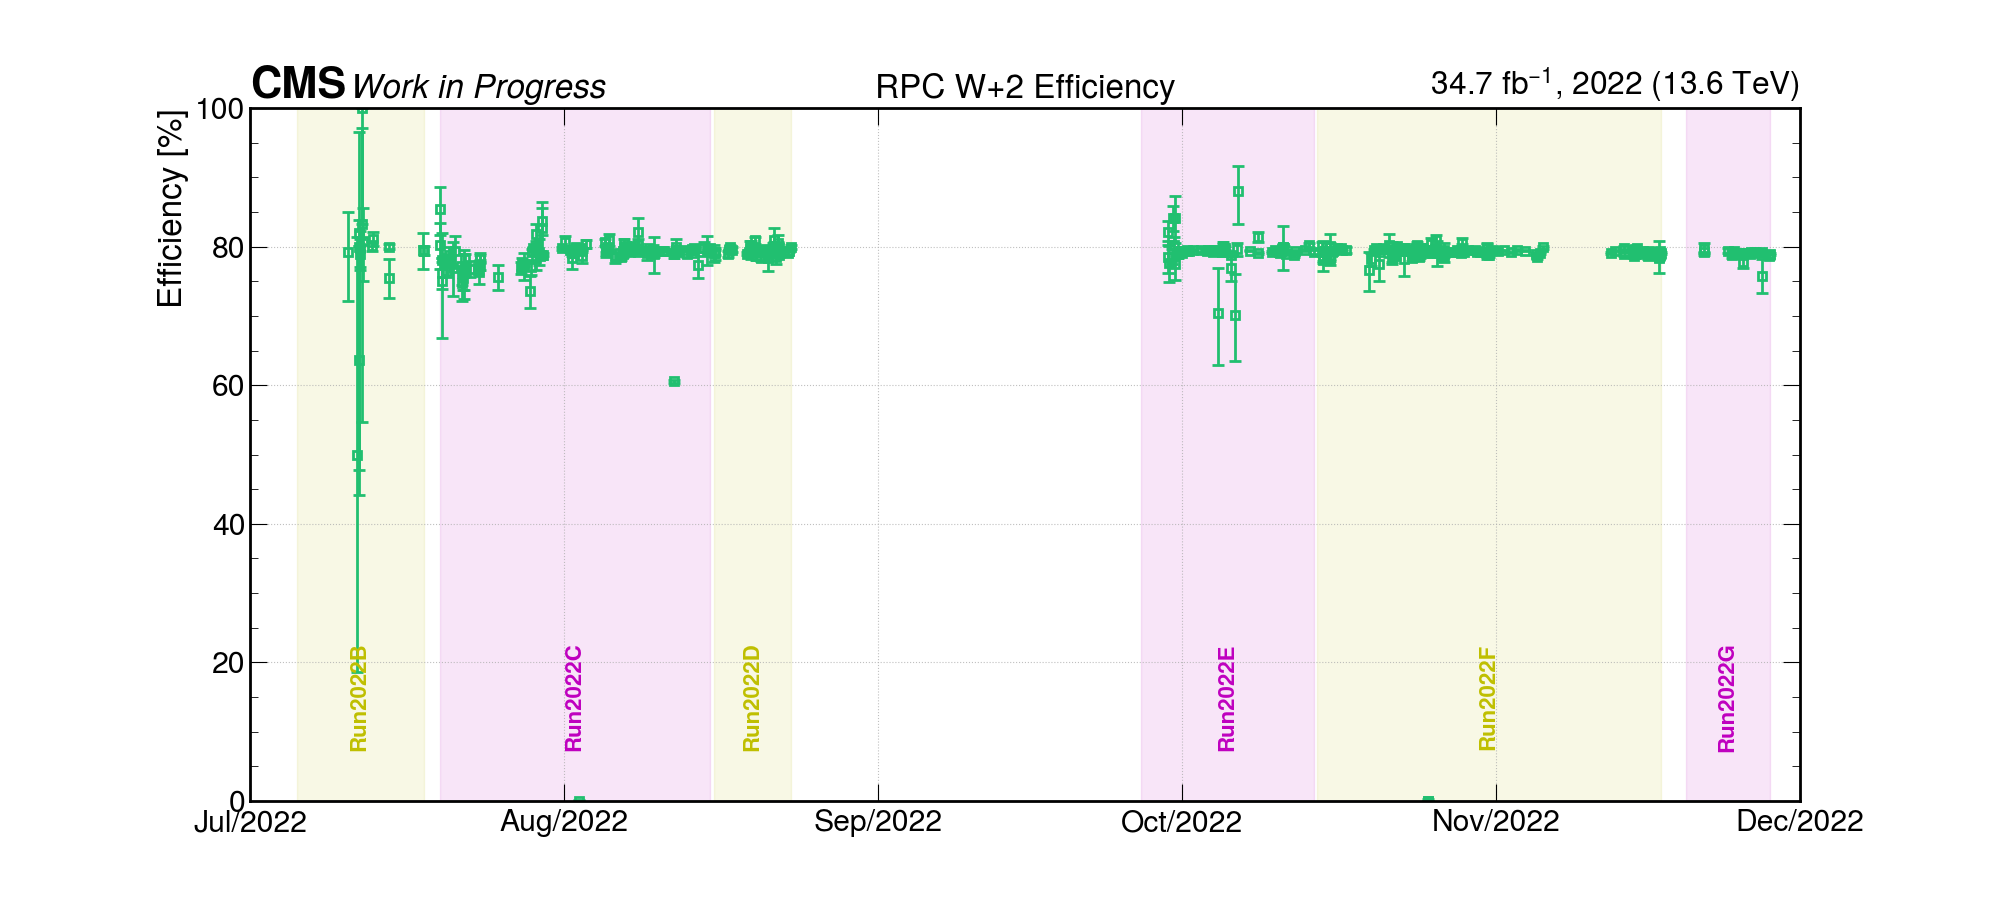 CMS Work in Progress
RPC W+2 Efficiency
34.7 fb⁻¹, 2022 (13.6 TeV)
Efficiency [%]
100
80
60
40
20
0
Run2022B
Run2022C
Run2022D
Run2022E
Run2022F
Run2022G
Jul/2022
Aug/2022
Sep/2022
Oct/2022
Nov/2022
Dec/2022